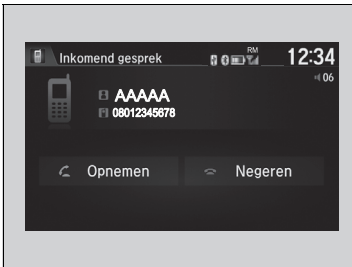 Inkomend gesprek RM 12:34
06
AAAAA
08012345678
Opnemen Negeren